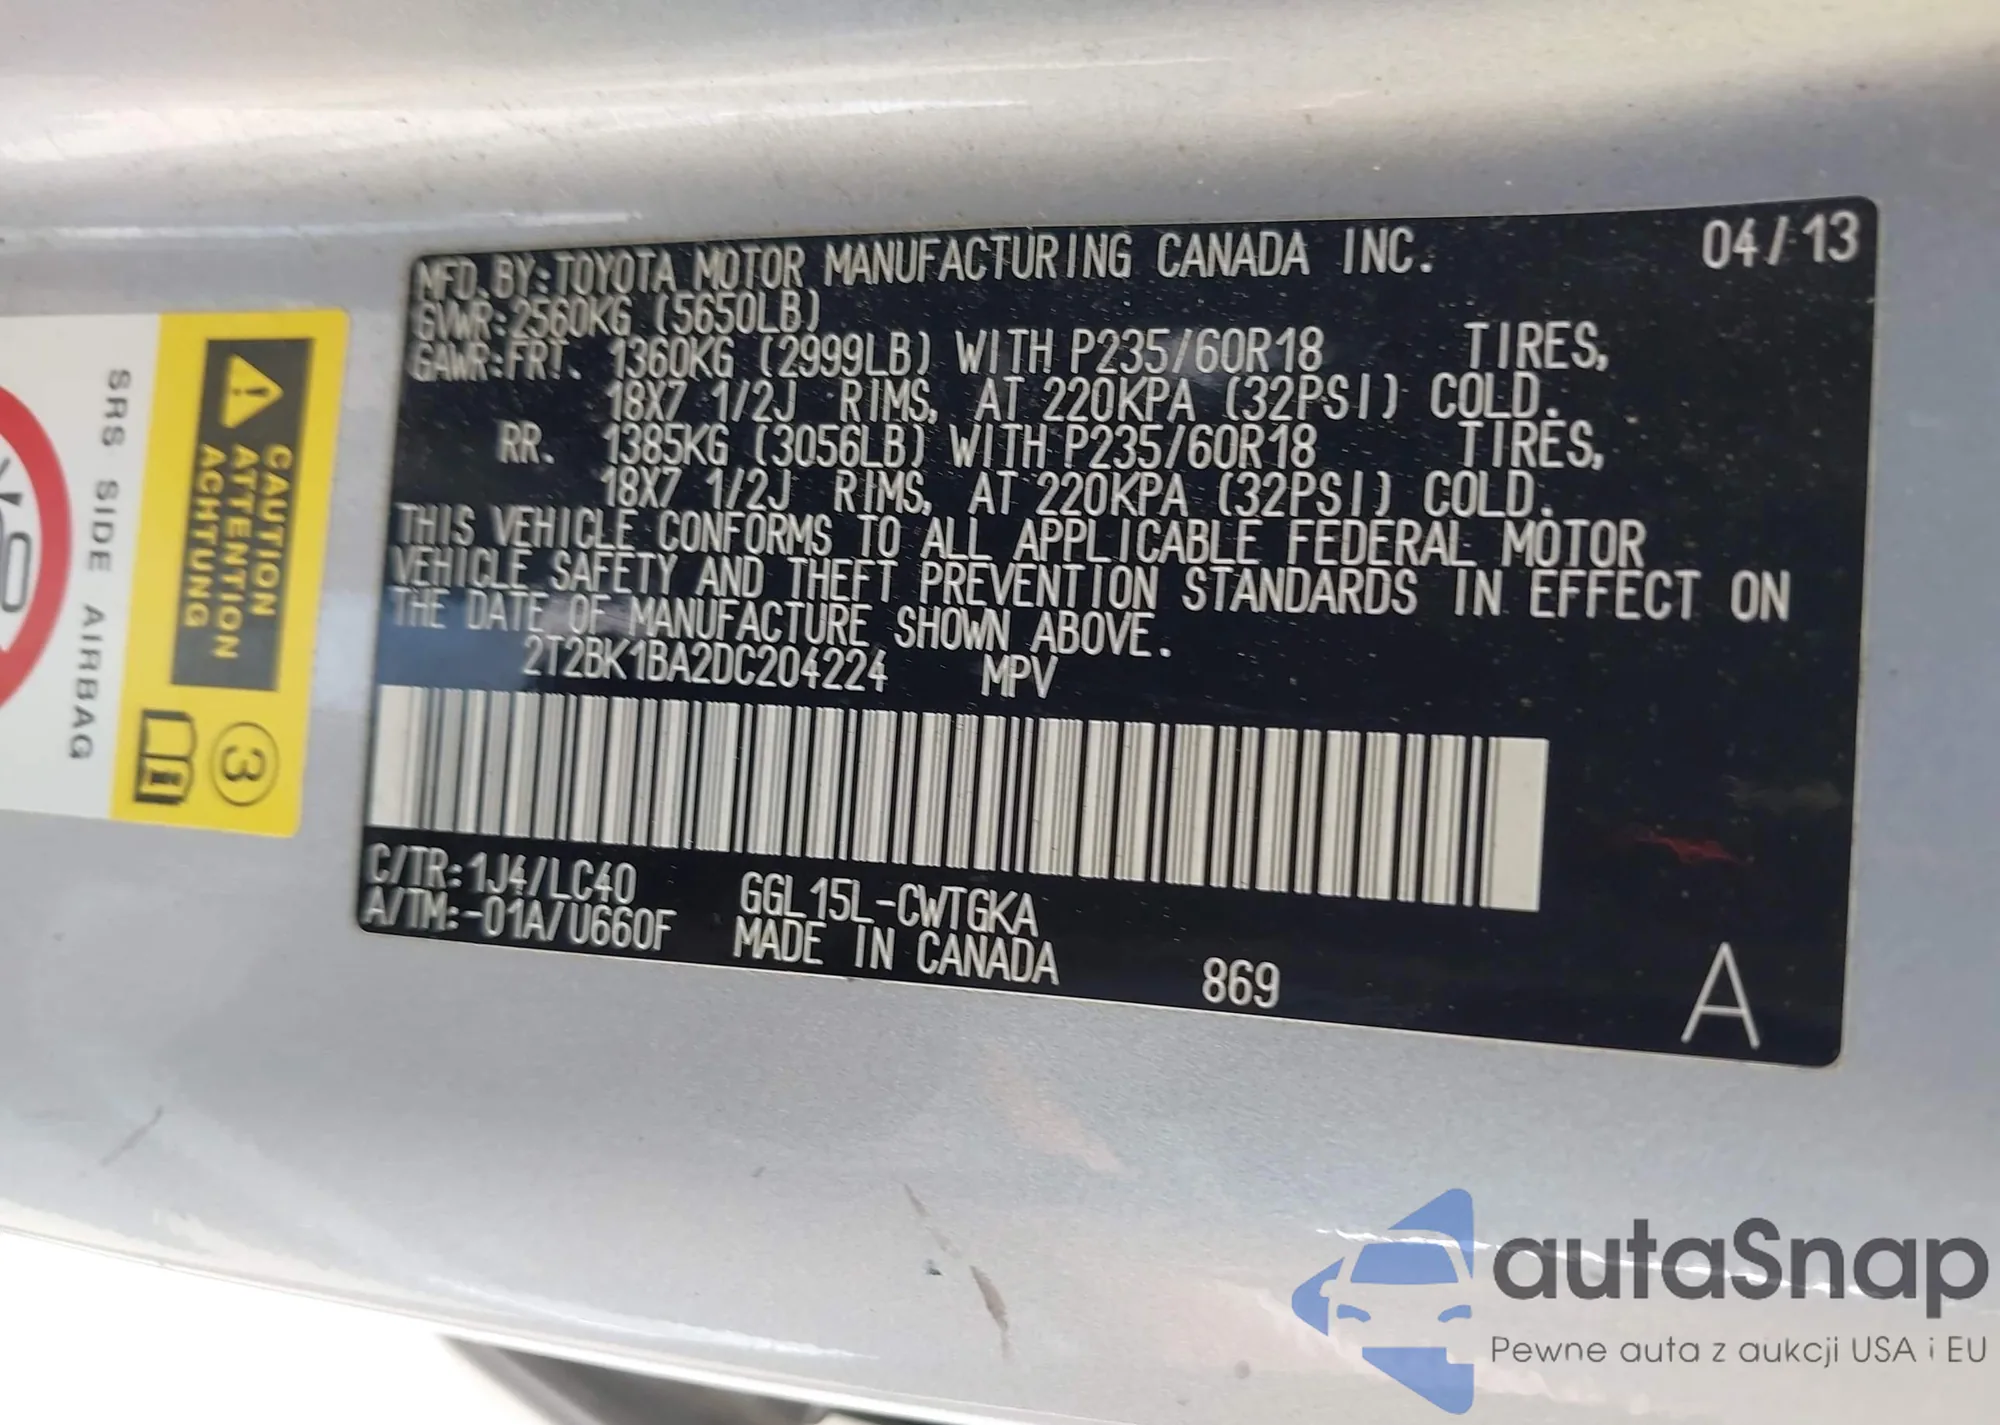 MFD. BY: TOYOTA MOTOR MANUFACTURING CANADA INC. 04/13
GVWR: 2560KG (5650LB)
GAWR: FRT. 1360KG (2999LB) WITH P235/60R18 TIRES,
18X7 1/2J RIMS, AT 220KPA (32PSI) COLD.
RR. 1385KG (3056LB) WITH P235/60R18 TIRES,
18X7 1/2J RIMS, AT 220KPA (32PSI) COLD.
THIS VEHICLE CONFORMS TO ALL APPLICABLE FEDERAL MOTOR
VEHICLE SAFETY AND THEFT PREVENTION STANDARDS IN EFFECT ON
THE DATE OF MANUFACTURE SHOWN ABOVE.
2T2BK1BA2DC204224 MPV
C/TR: 1J4/LC40 GGL15L-CWTGKA
A/TM: -01A/U660F MADE IN CANADA 869
A
CAUTION
ATTENTION
ACHTUNG
3
SRS SIDE AIRBAG
autaSnap
Pewne auta z aukcji USA i EU